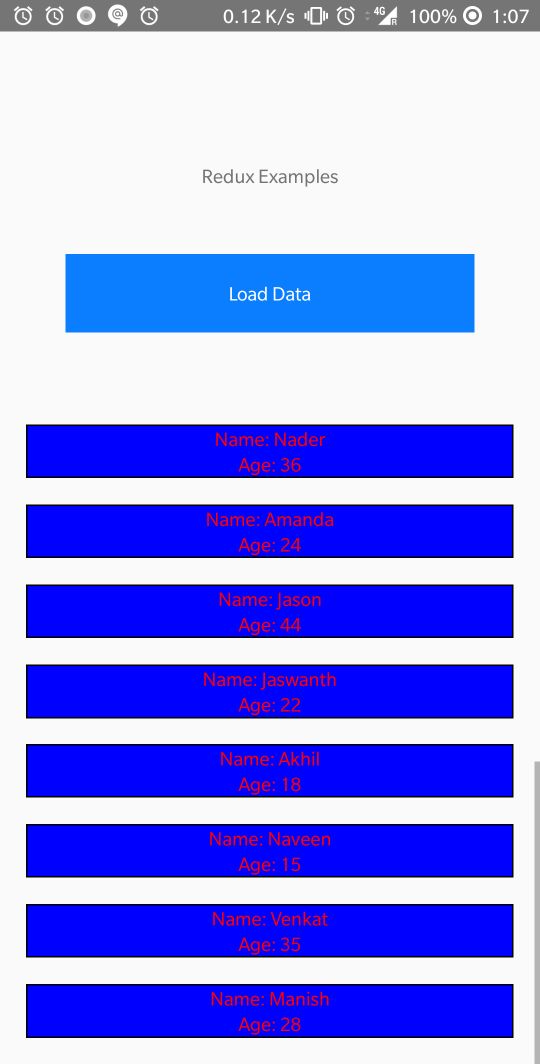 0.12 K/s 4G R 100% 1:07
Redux Examples
Load Data
Name: Nader
Age: 36
Name: Amanda
Age: 24
Name: Jason
Age: 44
Name: Jaswanth
Age: 22
Name: Akhil
Age: 18
Name: Naveen
Age: 15
Name: Venkat
Age: 35
Name: Manish
Age: 28